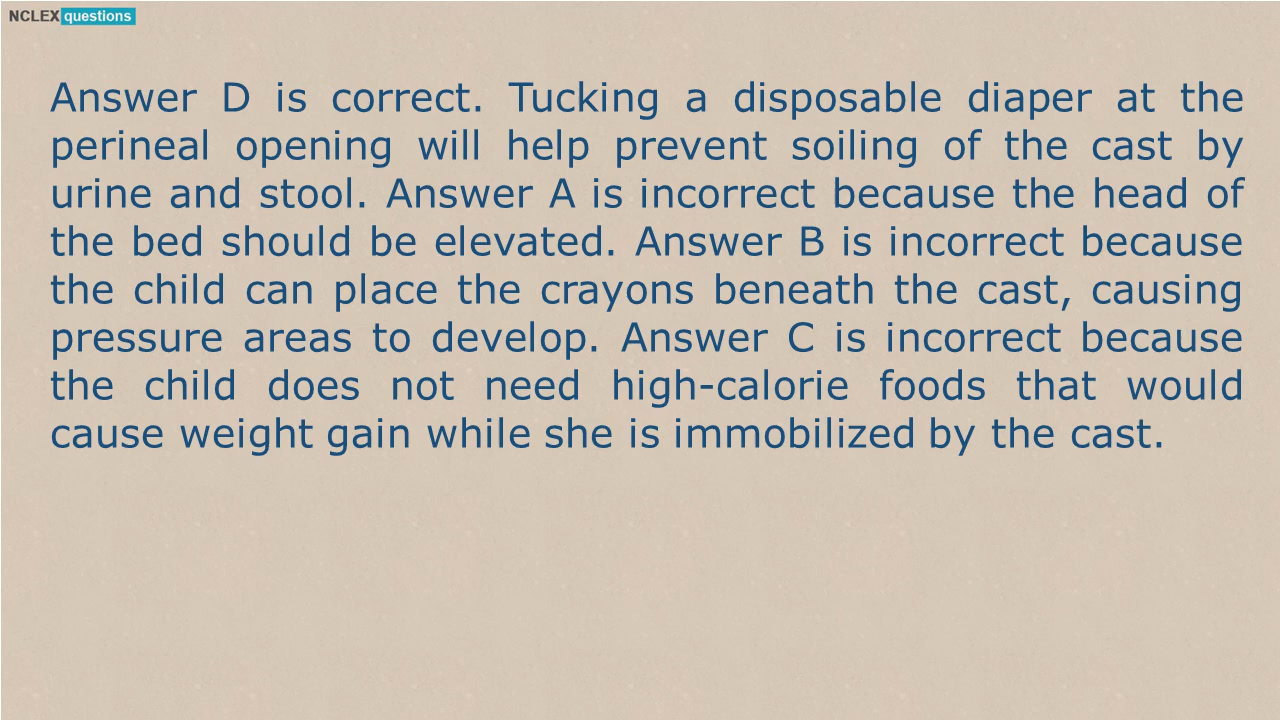 NCLEX questions
Answer D is correct. Tucking a disposable diaper at the
perineal opening will help prevent soiling of the cast by
urine and stool. Answer A is incorrect because the head of
the bed should be elevated. Answer B is incorrect because
the child can place the crayons beneath the cast, causing
pressure areas to develop. Answer C is incorrect because
the child does not need high-calorie foods that would
cause weight gain while she is immobilized by the cast.